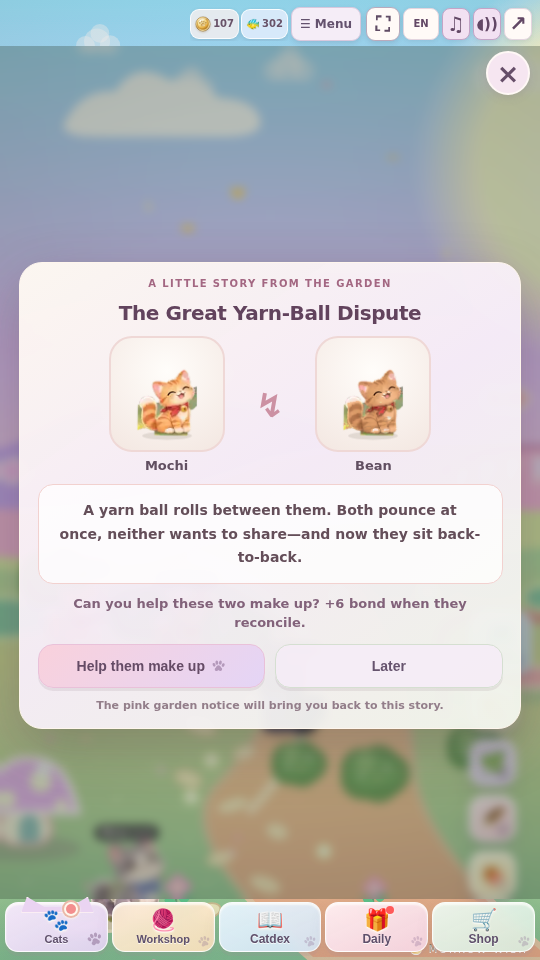 107
302
☰ Menu
EN
A LITTLE STORY FROM THE GARDEN
The Great Yarn-Ball Dispute
Mochi
Bean
A yarn ball rolls between them. Both pounce at
once, neither wants to share—and now they sit back-
to-back.
Can you help these two make up? +6 bond when they
reconcile.
Help them make up
Later
The pink garden notice will bring you back to this story.
Cats
Workshop
Catdex
Daily
Shop